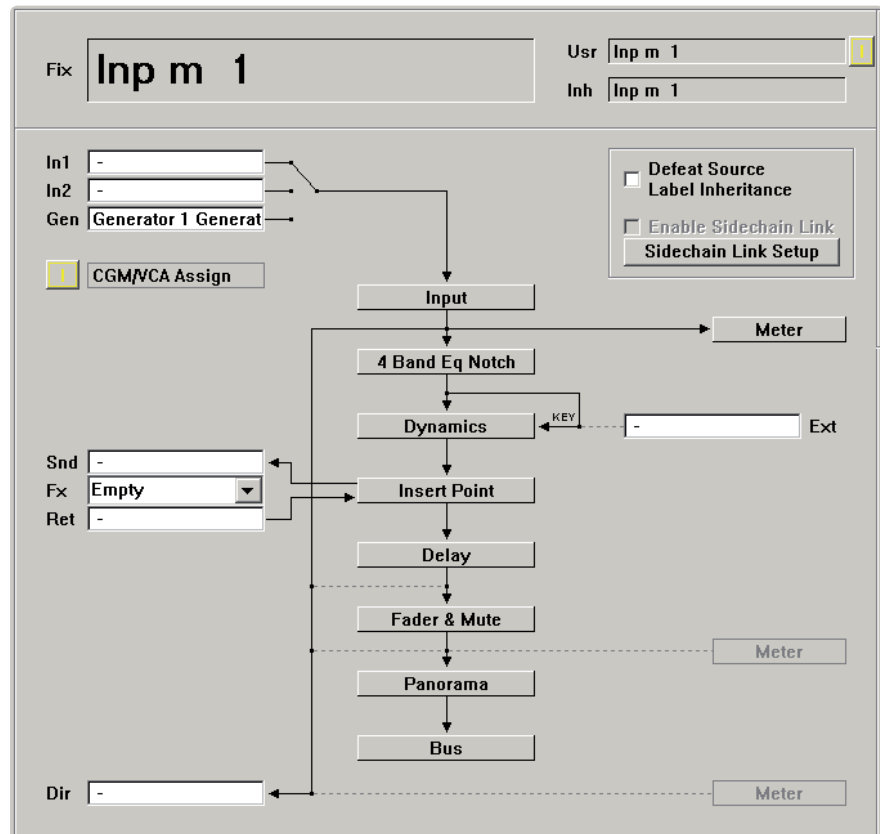 Fix Inp m 1
Usr Inp m 1 i
Inh Inp m 1
In1 -
In2 -
Gen Generator 1 Generat
Defeat Source
Label Inheritance
Enable Sidechain Link
Sidechain Link Setup
i CGM/VCA Assign
Input
Meter
4 Band Eq Notch
Dynamics
KEY
- Ext
Snd -
Fx Empty
Ret -
Insert Point
Delay
Fader & Mute
Meter
Panorama
Bus
Dir -
Meter